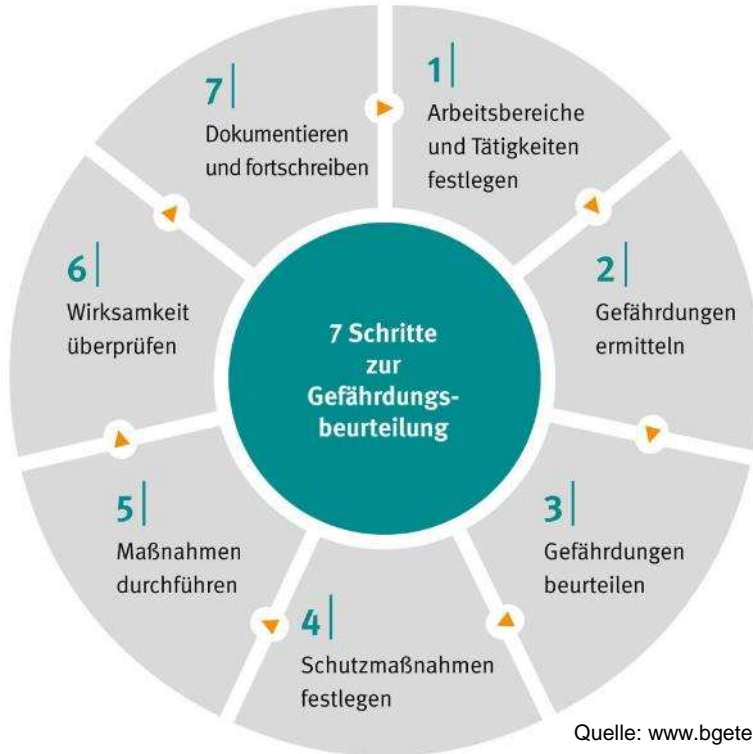 1
Arbeitsbereiche
und Tätigkeiten
festlegen
2
Gefährdungen
ermitteln
3
Gefährdungen
beurteilen
4
Schutzmaßnahmen
festlegen
5
Maßnahmen
durchführen
6
Wirksamkeit
überprüfen
7
Dokumentieren
und fortschreiben
7 Schritte
zur
Gefährdungs-
beurteilung
Quelle: www.bgete